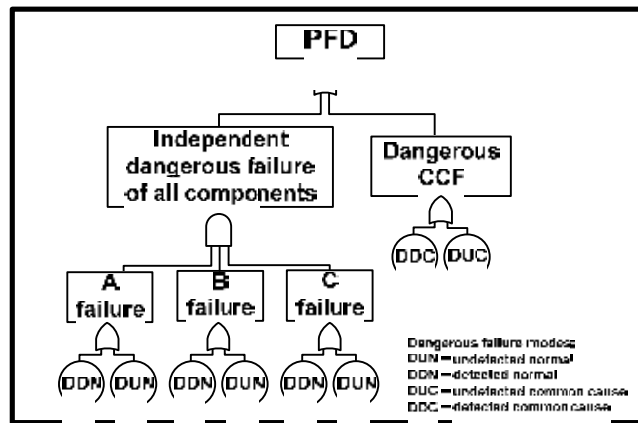 PFD
Independent
dangerous failure
of all components
Dangerous
CCF
DDC DUC
A failure
B failure
C failure
DDN DUN DDN DUN DDN DUN
Dangerous failure modes:
DUN – undetected normal
DDN – detected normal
DUC – undetected common cause
DDC – detected common cause